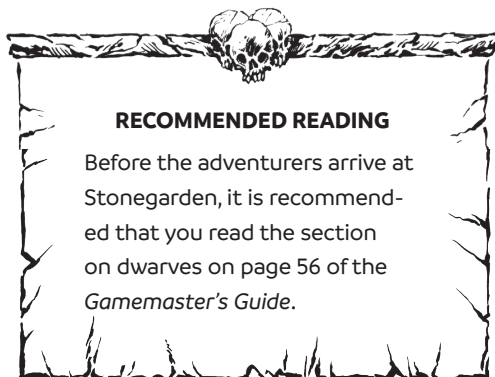 RECOMMENDED READING
Before the adventurers arrive at
Stonegarden, it is recommend-
ed that you read the section
on dwarves on page 56 of the
Gamemaster's Guide.